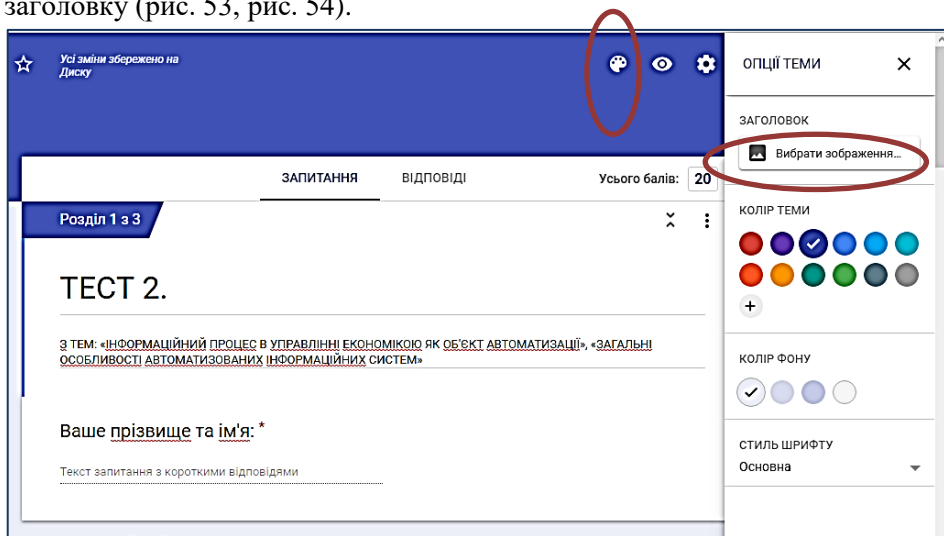 заголовку (рис. 53, рис. 54).
Усі зміни збережено на
Диску
ЗАПИТАННЯ ВІДПОВІДІ Усього балів: 20
Розділ 1 з 3
ТЕСТ 2.
З ТЕМ: «ІНФОРМАЦІЙНИЙ ПРОЦЕС В УПРАВЛІННІ ЕКОНОМІКОЮ ЯК ОБ'ЄКТ АВТОМАТИЗАЦІЇ», «ЗАГАЛЬНІ
ОСОБЛИВОСТІ АВТОМАТИЗОВАНИХ ІНФОРМАЦІЙНИХ СИСТЕМ»
Ваше прізвище та ім'я: *
Текст запитання з короткими відповідями
ОПЦІЇ ТЕМИ
ЗАГОЛОВОК
Вибрати зображення...
КОЛІР ТЕМИ
КОЛІР ФОНУ
СТИЛЬ ШРИФТУ
Основна